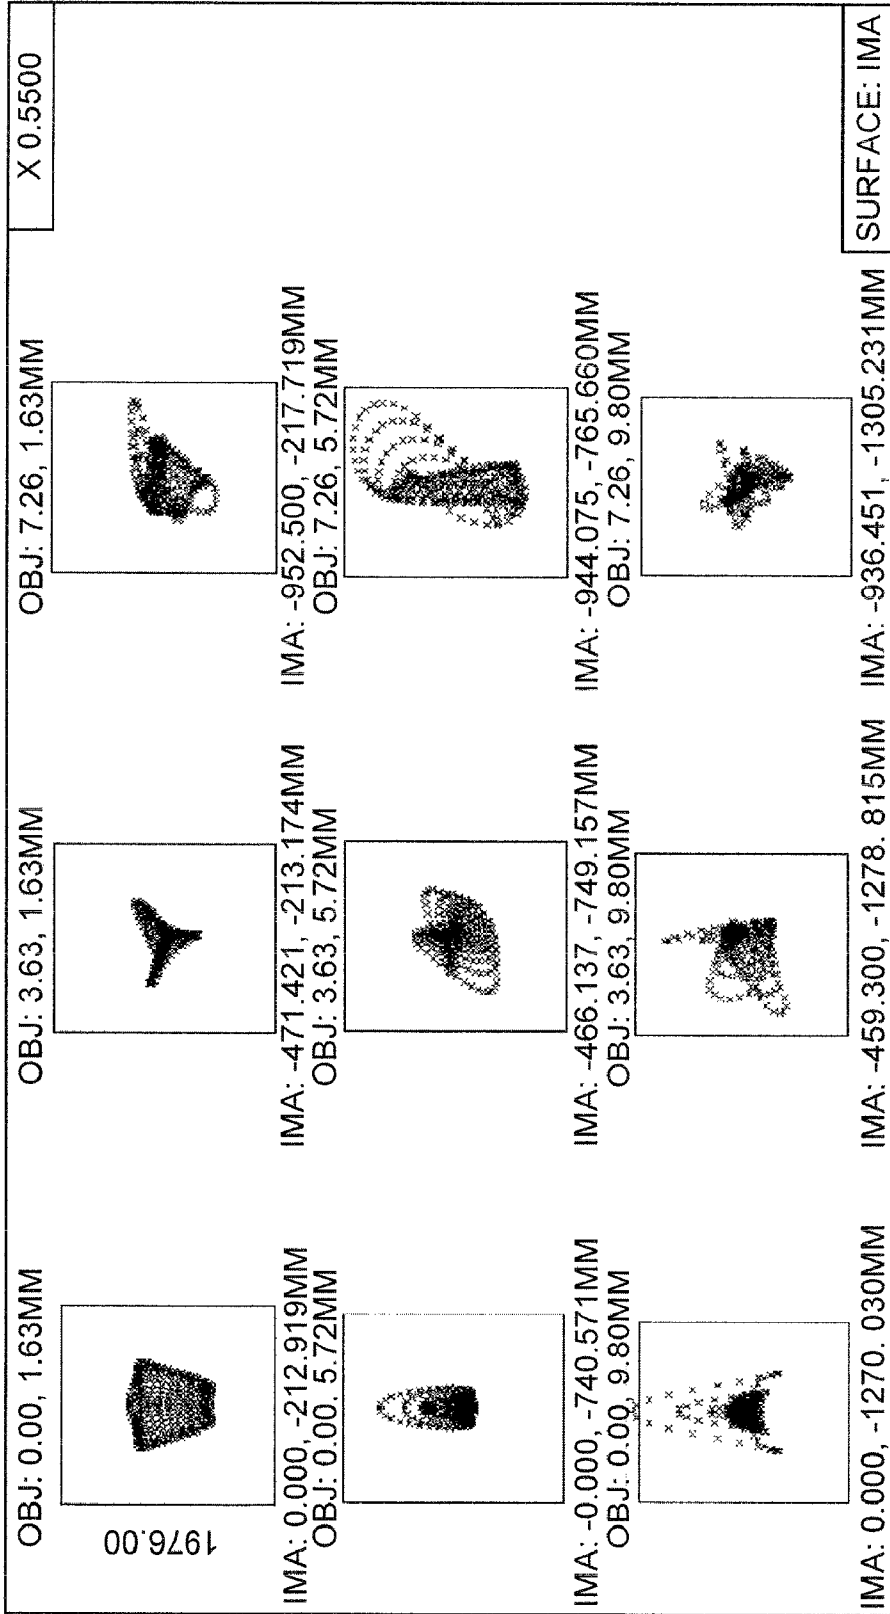 X 0.5500
OBJ: 0.00, 1.63MM
OBJ: 3.63, 1.63MM
OBJ: 7.26, 1.63MM
1976.00
IMA: 0.000, -212.919MM
IMA: -471.421, -213.174MM
IMA: -952.500, -217.719MM
OBJ: 0.00. 5.72MM
OBJ: 3.63, 5.72MM
OBJ: 7.26, 5.72MM
IMA: -0.000, -740.571MM
IMA: -466.137, -749.157MM
IMA: -944.075, -765.660MM
OBJ: 0.00, 9.80MM
OBJ: 3.63, 9.80MM
OBJ: 7.26, 9.80MM
IMA: 0.000, -1270. 030MM
IMA: -459.300, -1278. 815MM
IMA: -936.451, -1305.231MM
SURFACE: IMA